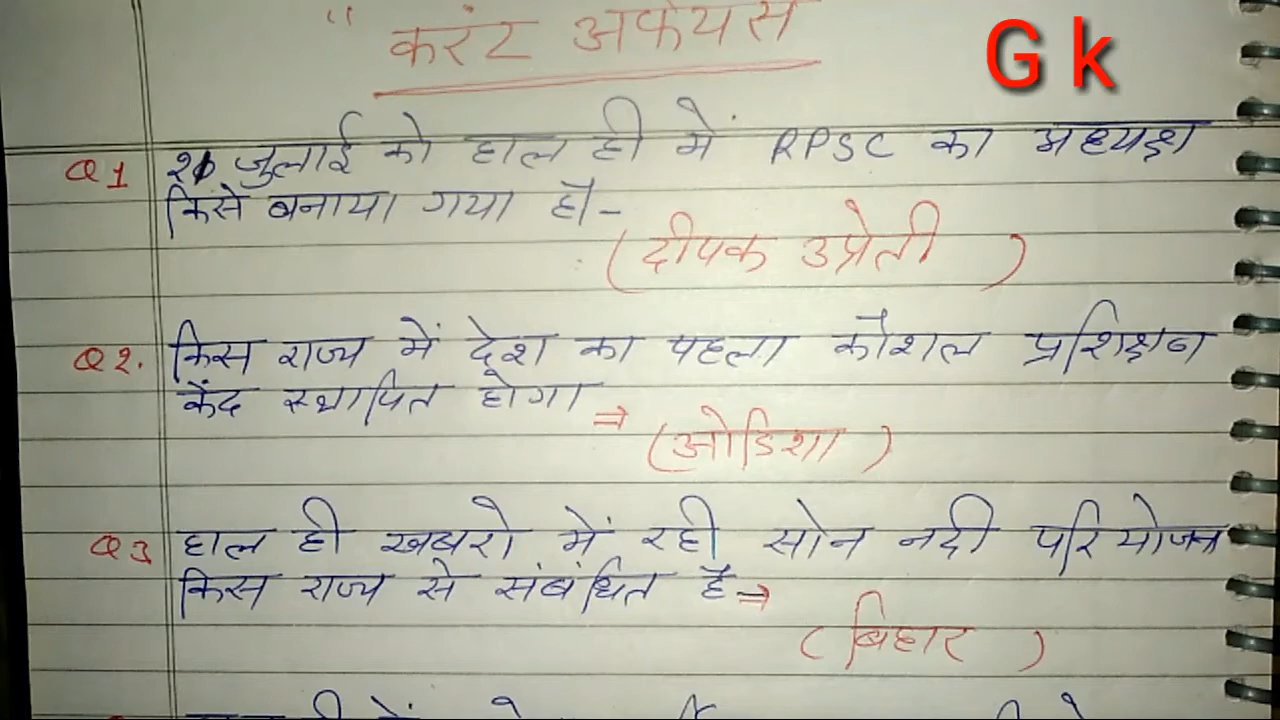 " करंट अफेयर्स
G k
Q1 21 जुलाई को हाल ही में RPSC का अध्यक्ष
किसे बनाया गया है -
( दीपक उप्रेती )
Q2. किस राज्य में देश का पहला कौशल प्रशिक्षण
केंद स्थापित होगा ⇒
( ओडिशा )
Q3 हाल ही खबरो में रही सोन नदी परियोजना
किस राज्य से संबंधित है ⇒
( बिहार )